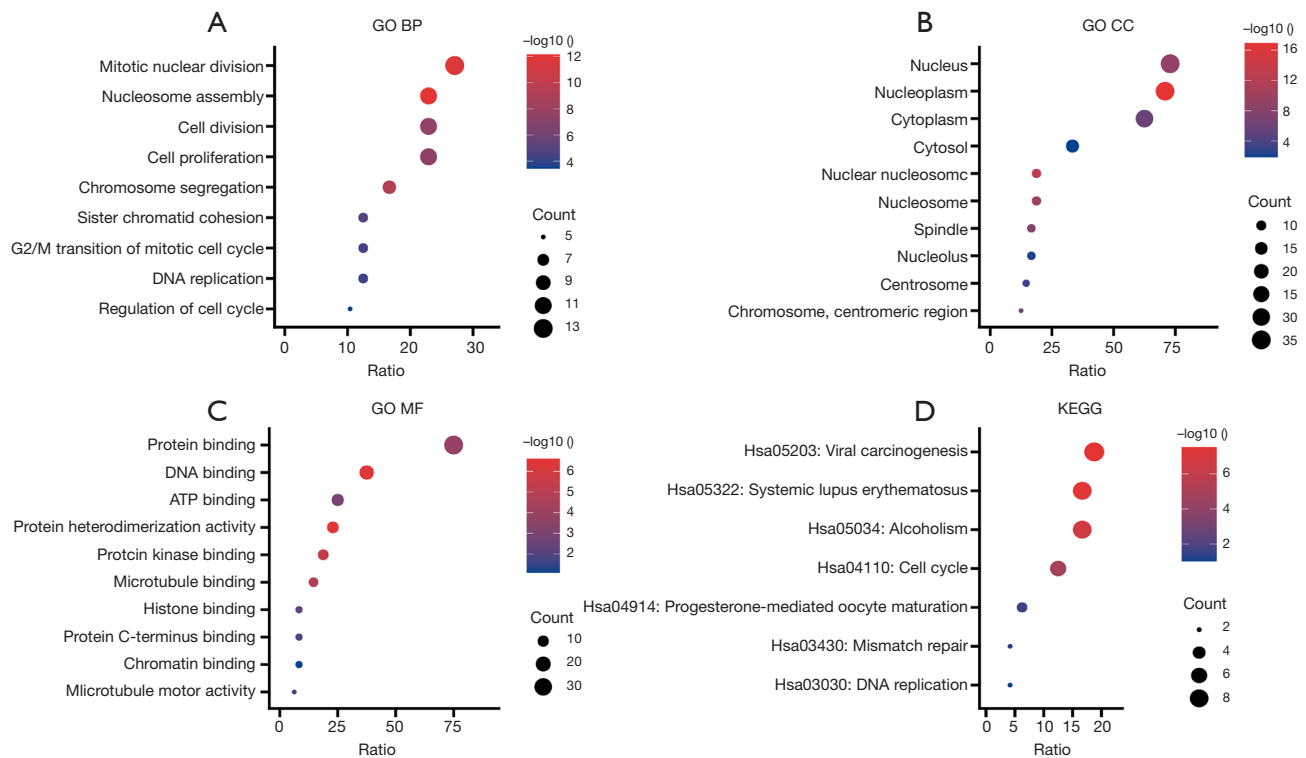 A
GO BP
Mitotic nuclear division
Nucleosome assembly
Cell division
Cell proliferation
Chromosome segregation
Sister chromatid cohesion
G2/M transition of mitotic cell cycle
DNA replication
Regulation of cell cycle
0 10 20 30
Ratio
−log10 ()
12
10
8
6
4
Count
5
7
9
11
13
B
GO CC
Nucleus
Nucleoplasm
Cytoplasm
Cytosol
Nuclear nucleosomc
Nucleosome
Spindle
Nucleolus
Centrosome
Chromosome, centromeric region
0 25 50 75
Ratio
−log10 ()
16
12
8
4
Count
10
15
20
15
30
35
C
GO MF
Protein binding
DNA binding
ATP binding
Protein heterodimerization activity
Protcin kinase binding
Microtubule binding
Histone binding
Protein C-terminus binding
Chromatin binding
Mlicrotubule motor activity
0 25 50 75
Ratio
−log10 ()
6
5
4
3
2
Count
10
20
30
D
KEGG
Hsa05203: Viral carcinogenesis
Hsa05322: Systemic lupus erythematosus
Hsa05034: Alcoholism
Hsa04110: Cell cycle
Hsa04914: Progesterone-mediated oocyte maturation
Hsa03430: Mismatch repair
Hsa03030: DNA replication
0 5 10 15 20
Ratio
−log10 ()
6
4
2
Count
2
4
6
8